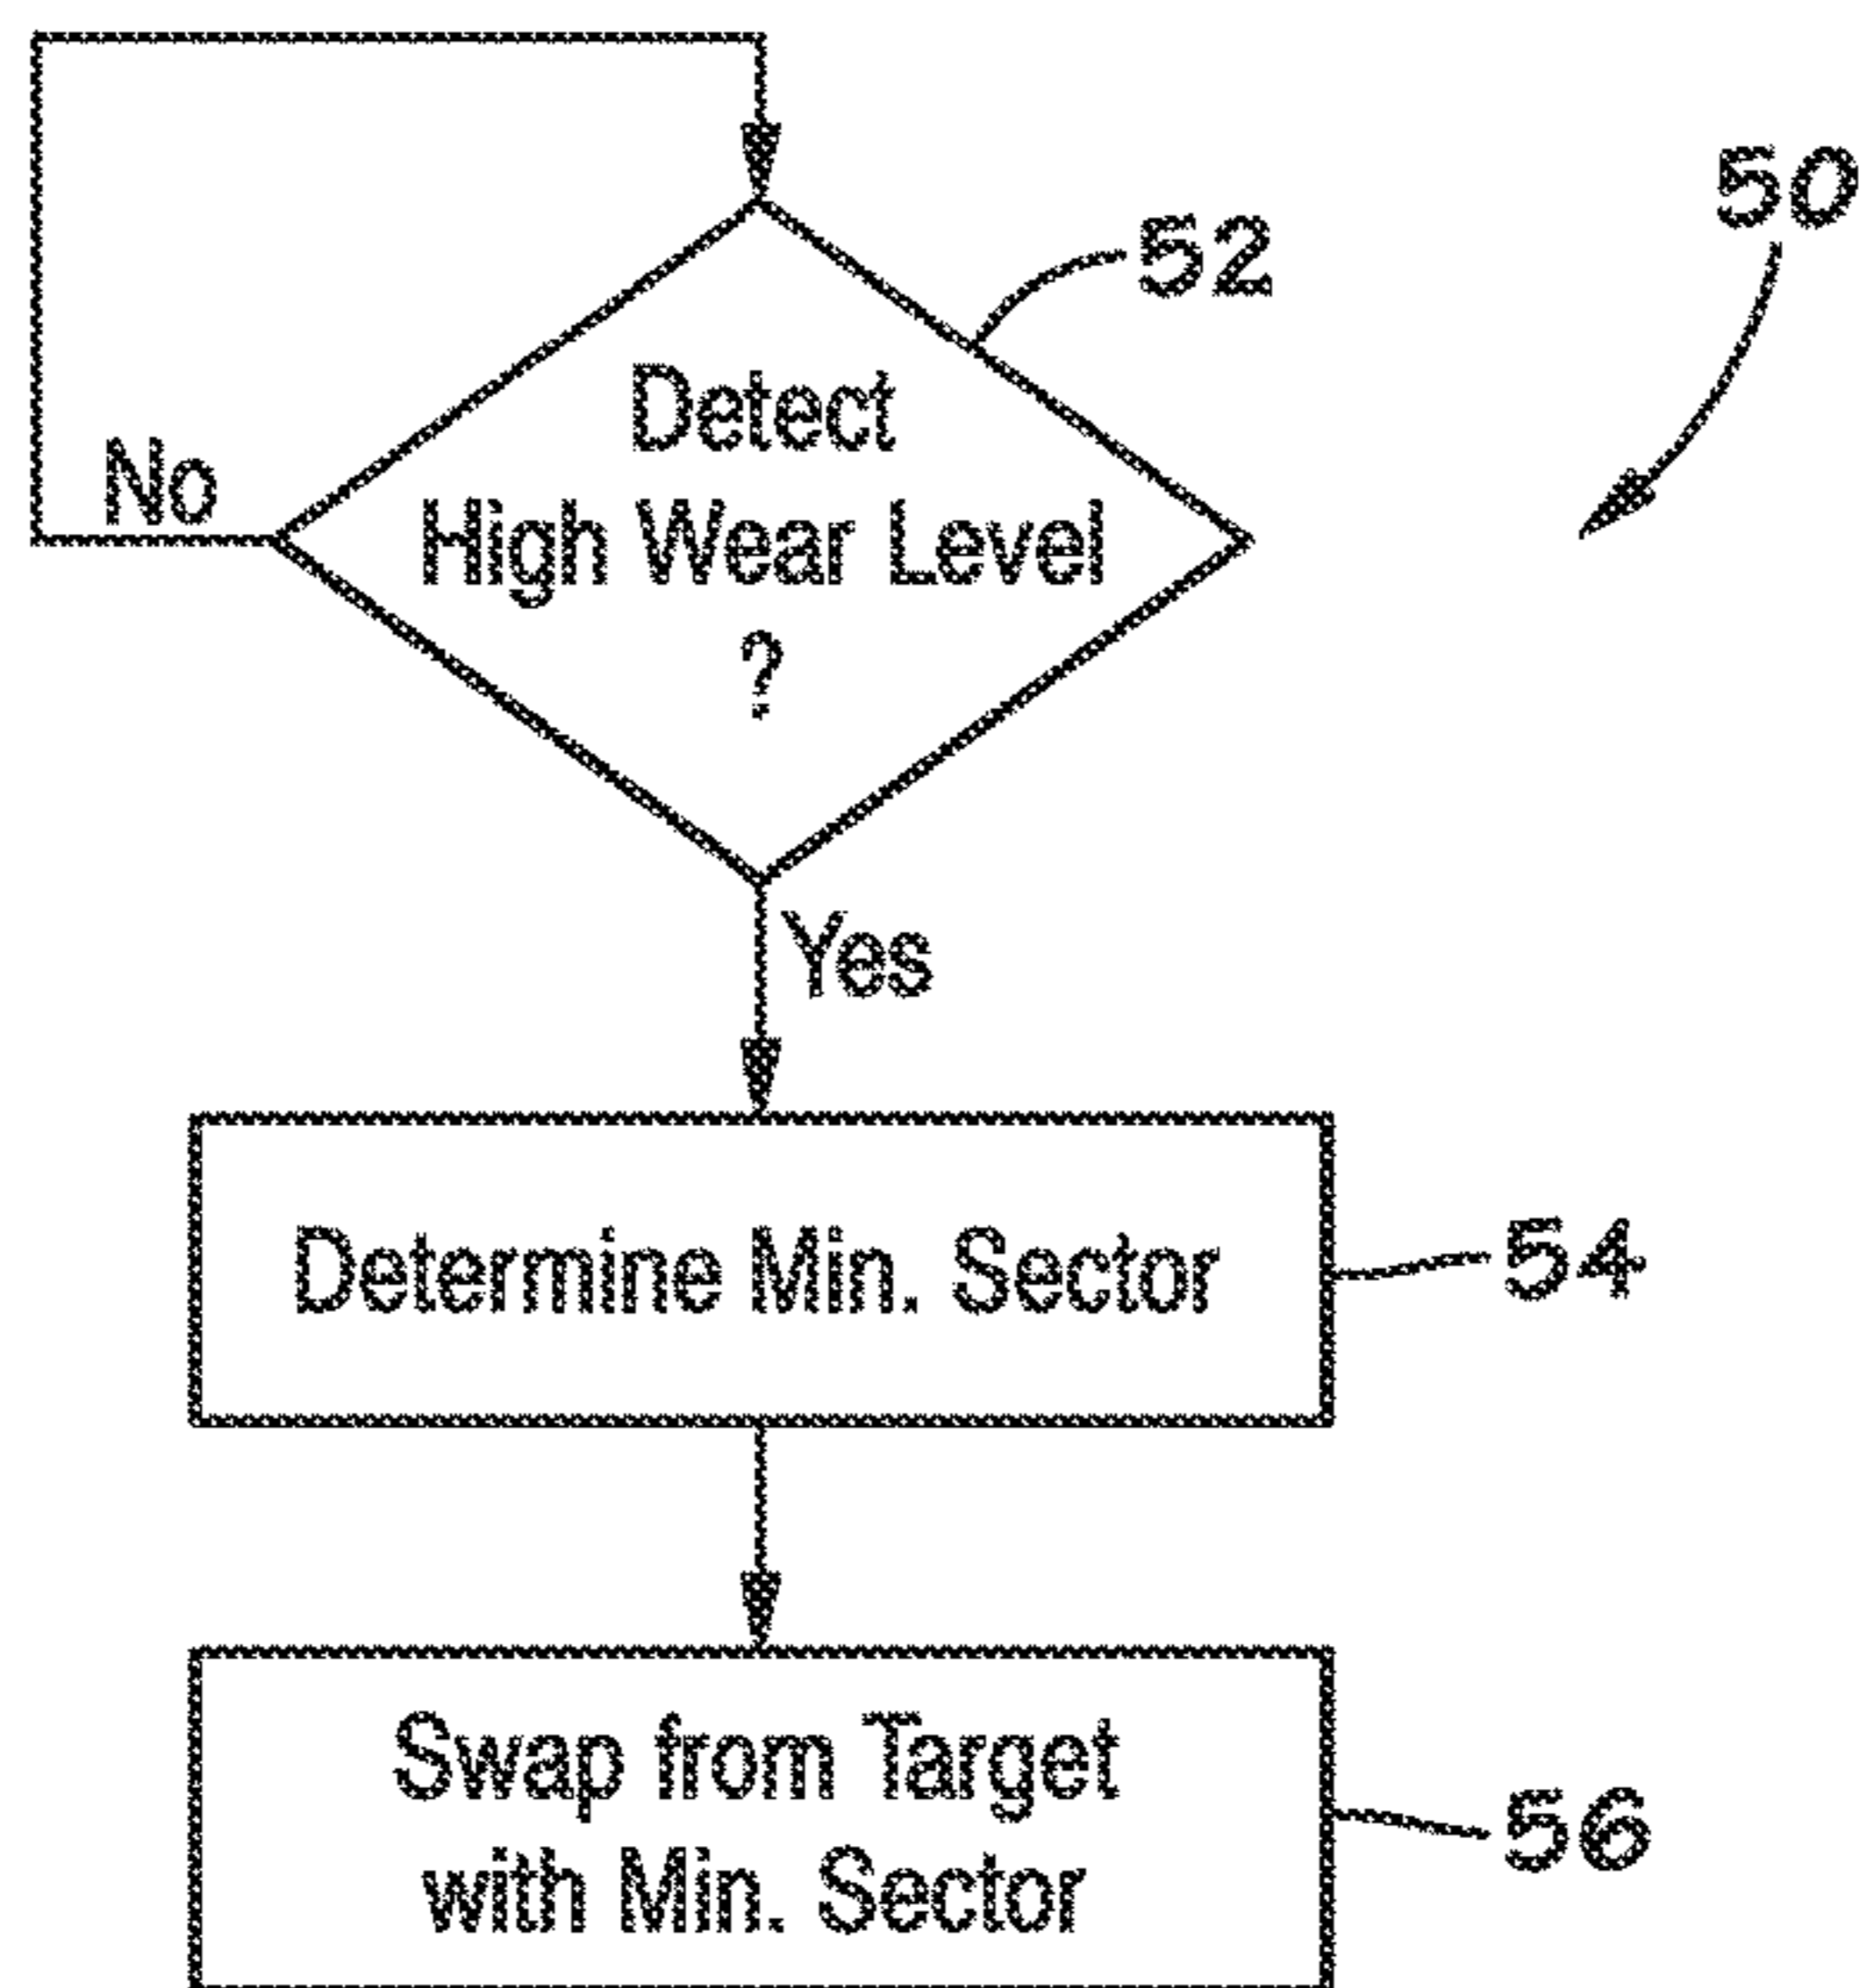 50
52
Detect
High Wear Level
?
No
Yes
Determine Min. Sector
54
Swap from Target
with Min. Sector
56